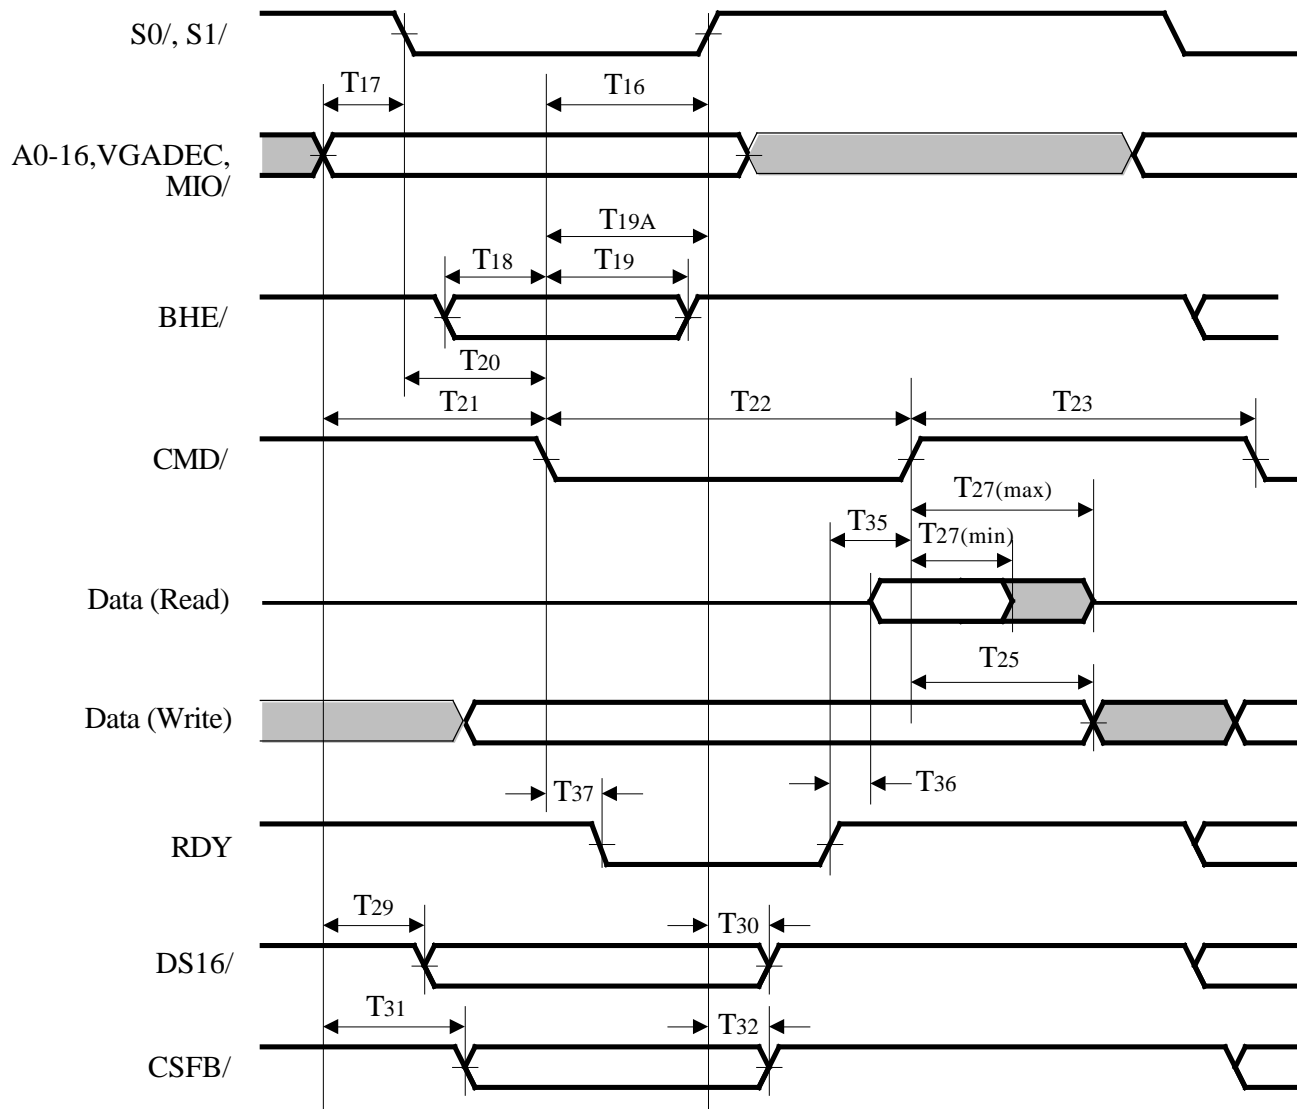 S0/, S1/
T17
T16
A0-16,VGADEC,
MIO/
T19A
T18
T19
BHE/
T20
T21
T22
T23
CMD/
T27(max)
T35
T27(min)
Data (Read)
T25
Data (Write)
T36
T37
RDY
T29
T30
DS16/
T31
T32
CSFB/